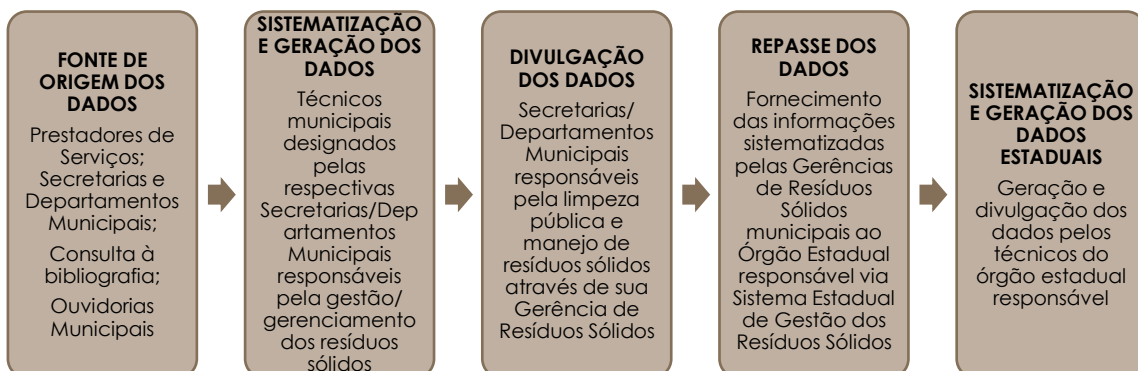 FONTE DE
ORIGEM DOS
DADOS
Prestadores de
Serviços;
Secretarias e
Departamentos
Municipais;
Consulta à
bibliografia;
Ouvidorias
Municipais
SISTEMATIZAÇÃO
E GERAÇÃO DOS
DADOS
Técnicos
municipais
designados
pelas
respectivas
Secretarias/Dep
artamentos
Municipais
responsáveis
pela gestão/
gerenciamento
dos resíduos
sólidos
DIVULGAÇÃO
DOS DADOS
Secretarias/
Departamentos
Municipais
responsáveis
pela limpeza
pública e
manejo de
resíduos sólidos
através de sua
Gerência de
Resíduos Sólidos
REPASSE DOS
DADOS
Fornecimento
das informações
sistematizadas
pelas Gerências
de Resíduos
Sólidos
municipais ao
Órgão Estadual
responsável via
Sistema Estadual
de Gestão dos
Resíduos Sólidos
SISTEMATIZAÇÃO
E GERAÇÃO DOS
DADOS
ESTADUAIS
Geração e
divulgação dos
dados pelos
técnicos do
órgão estadual
responsável